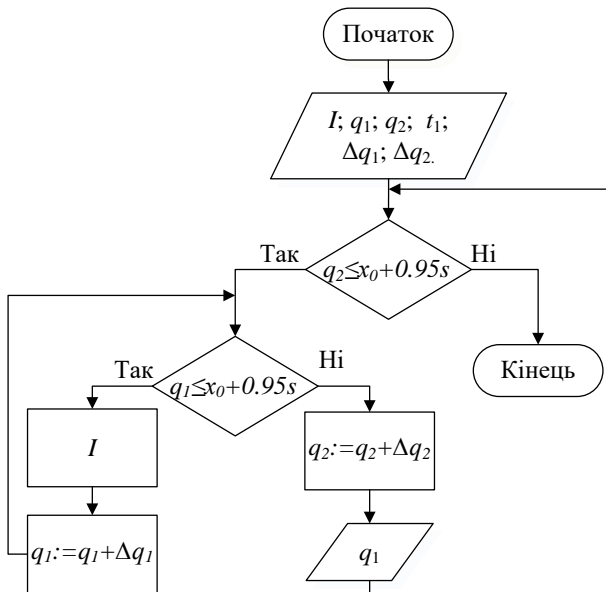 Початок
I; q₁; q₂; t₁;
Δq₁; Δq₂.
Так
Ні
q₂≤x₀+0.95s
Кінець
Так
Ні
q₁≤x₀+0.95s
I
q₂:=q₂+Δq₂
q₁:=q₁+Δq₁
q₁